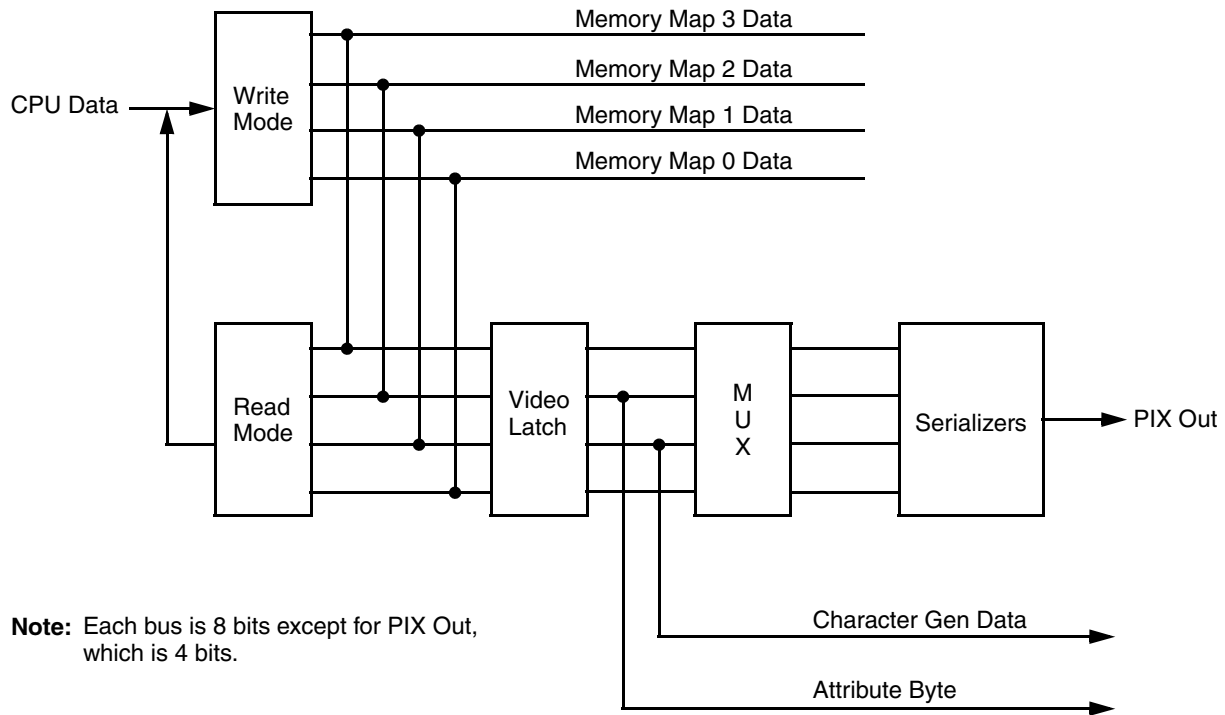 Memory Map 3 Data
Memory Map 2 Data
CPU Data
Write
Mode
Memory Map 1 Data
Memory Map 0 Data
Read
Mode
Video
Latch
M
U
X
Serializers
PIX Out
Note: Each bus is 8 bits except for PIX Out,
which is 4 bits.
Character Gen Data
Attribute Byte